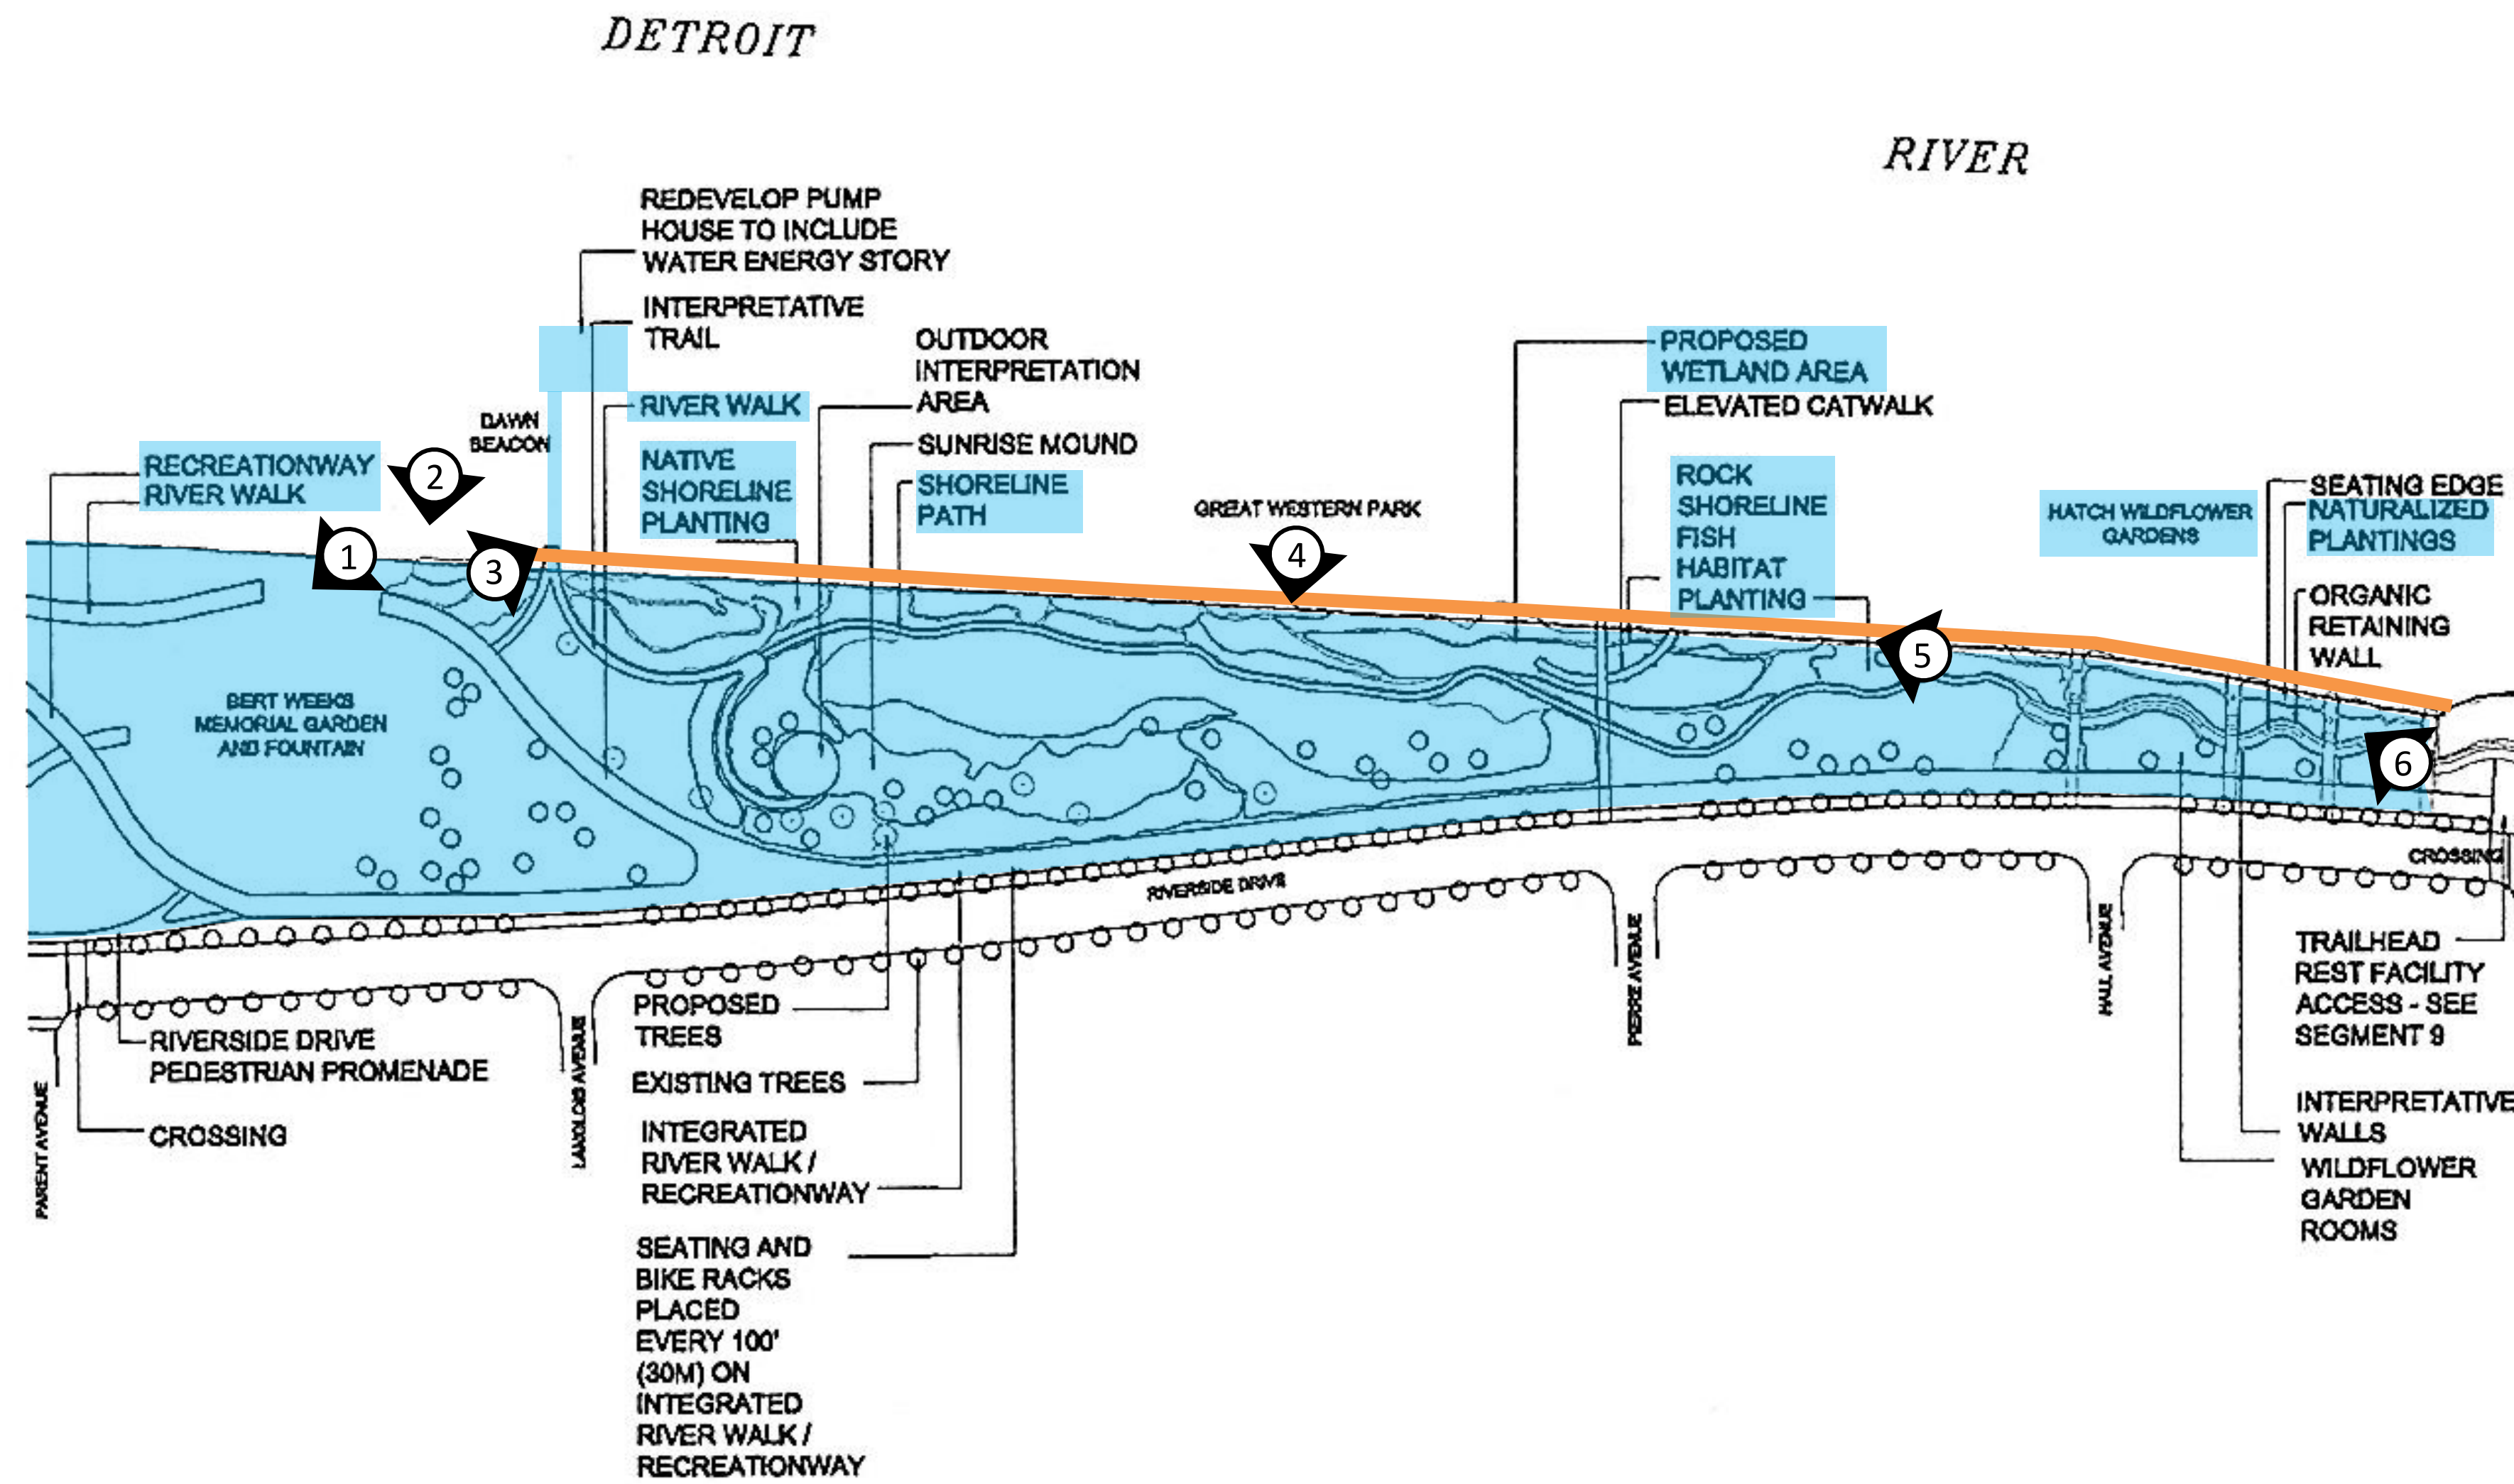 DETROIT
RIVER
REDEVELOP PUMP
HOUSE TO INCLUDE
WATER ENERGY STORY
INTERPRETATIVE
TRAIL
RIVER WALK
NATIVE
SHORELINE
PLANTING
OUTDOOR
INTERPRETATION
AREA
SUNRISE MOUND
SHORELINE
PATH
DAWN
BEACON
RECREATIONWAY
RIVER WALK
1
2
3
4
5
6
GREAT WESTERN PARK
PROPOSED
WETLAND AREA
ELEVATED CATWALK
ROCK
SHORELINE
FISH
HABITAT
PLANTING
HATCH WILDFLOWER
GARDENS
SEATING EDGE
NATURALIZED
PLANTINGS
ORGANIC
RETAINING
WALL
BERT WEEKS
MEMORIAL GARDEN
AND FOUNTAIN
RIVERSIDE DRIVE
CROSSING
PARENT AVENUE
LANGLOIS AVENUE
PIERRE AVENUE
HALL AVENUE
RIVERSIDE DRIVE
PEDESTRIAN PROMENADE
CROSSING
PROPOSED
TREES
EXISTING TREES
INTEGRATED
RIVER WALK /
RECREATIONWAY
SEATING AND
BIKE RACKS
PLACED
EVERY 100'
(30M) ON
INTEGRATED
RIVER WALK /
RECREATIONWAY
TRAILHEAD
REST FACILITY
ACCESS - SEE
SEGMENT 9
INTERPRETATIVE
WALLS
WILDFLOWER
GARDEN
ROOMS